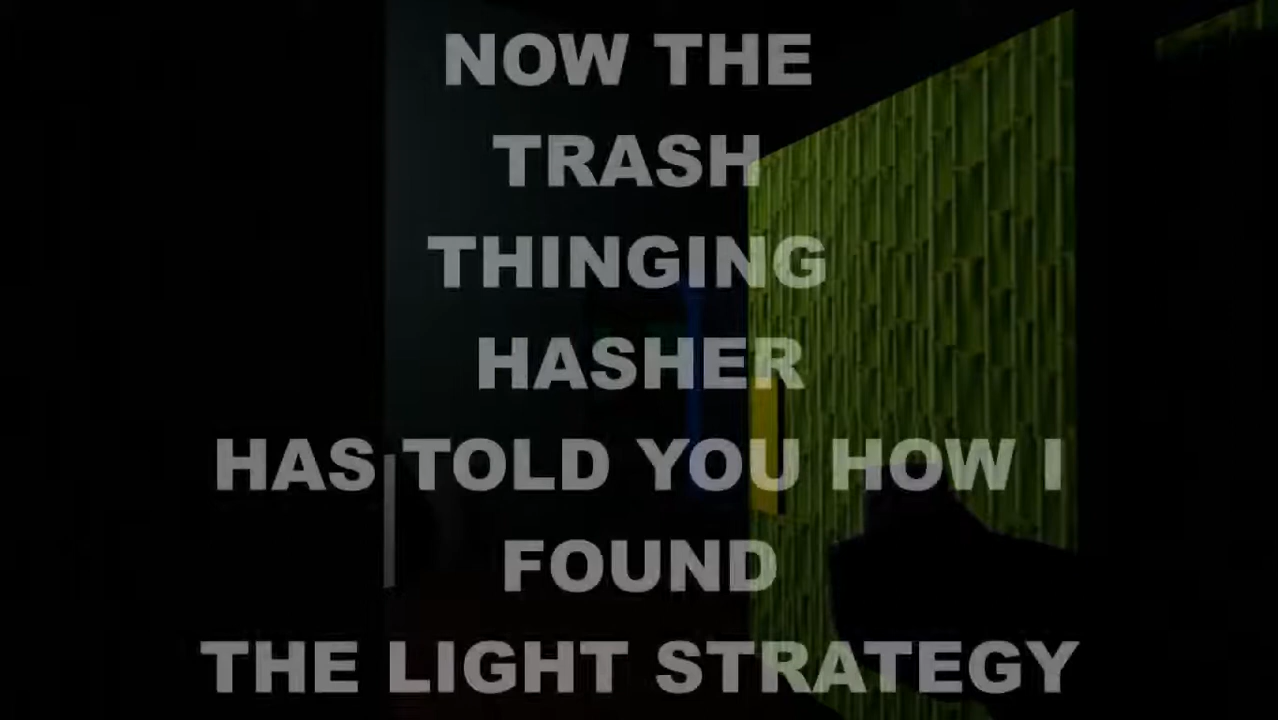 NOW THE
TRASH
THINGING
HASHER
HAS TOLD YOU HOW I
FOUND
THE LIGHT STRATEGY